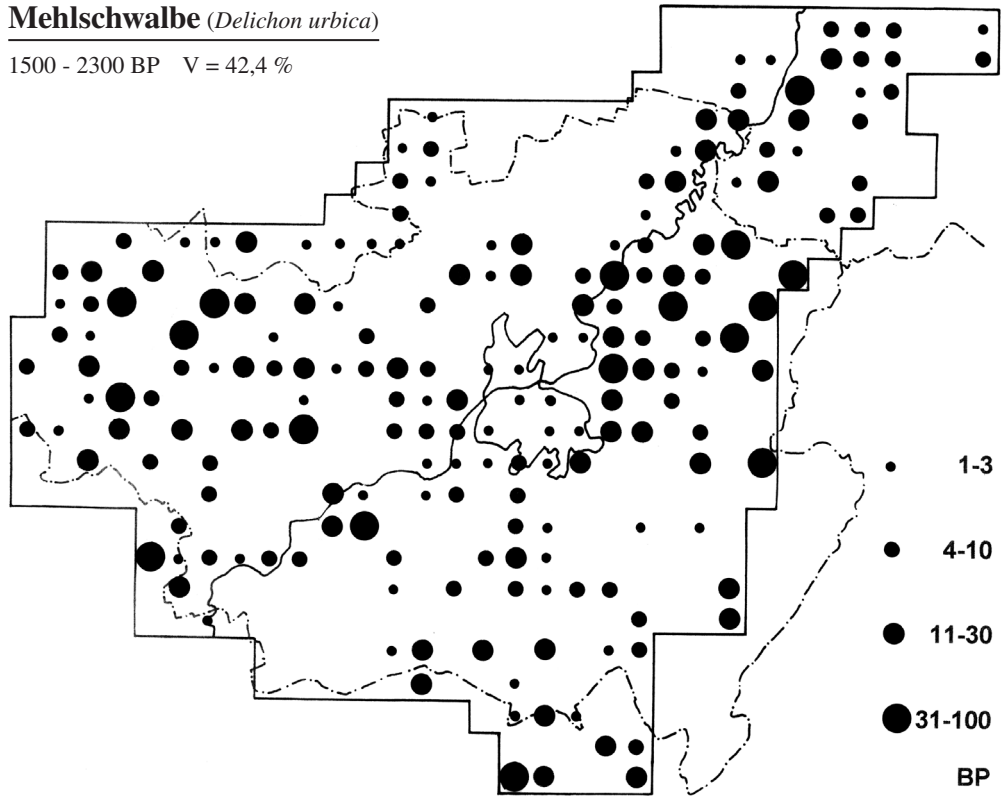 Mehlschwalbe (Delichon urbica)
1500 - 2300 BP V = 42,4 %
1-3
4-10
11-30
31-100
BP